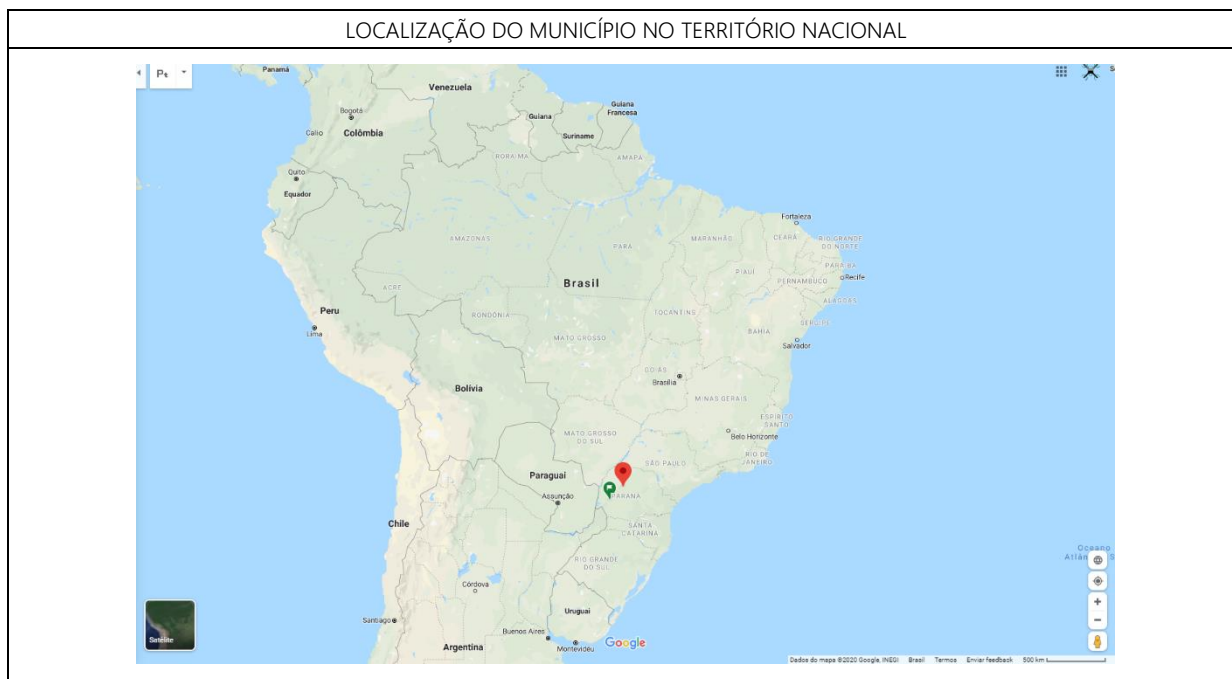 LOCALIZAÇÃO DO MUNICÍPIO NO TERRITÓRIO NACIONAL
Panamá
Venezuela
Bogotá
Guiana
Guiana
Francesa
Calio
Colômbia
Suriname
RORAIMA
AMAPÁ
Quito
Equador
Fortaleza
AMAZONAS
PARÁ
MARANHÃO
CEARÁ
RIO GRANDE
DO NORTE
PARAÍBA
PIAUÍ
PERNAMBUCO
Recife
ACRE
Brasil
ALAGOAS
Peru
RONDÔNIA
TOCANTINS
SERGIPE
Lima
BAHIA
MATO GROSSO
Salvador
GOIÁS
Brasília
Bolívia
MINAS GERAIS
ESPÍRITO
SANTO
MATO GROSSO
DO SUL
Belo Horizonte
RIO DE
JANEIRO
SÃO PAULO
Paraguai
Assunção
PARANÁ
Chile
SANTA
CATARINA
Oceano
RIO GRANDE
DO SUL
Córdova
Uruguai
Santiago
Buenos Aires
Satélite
Argentina
Montevidéu
Google
Dados do mapa ©2020 Google, INEGI Brasil Termos Enviar feedback 500 km